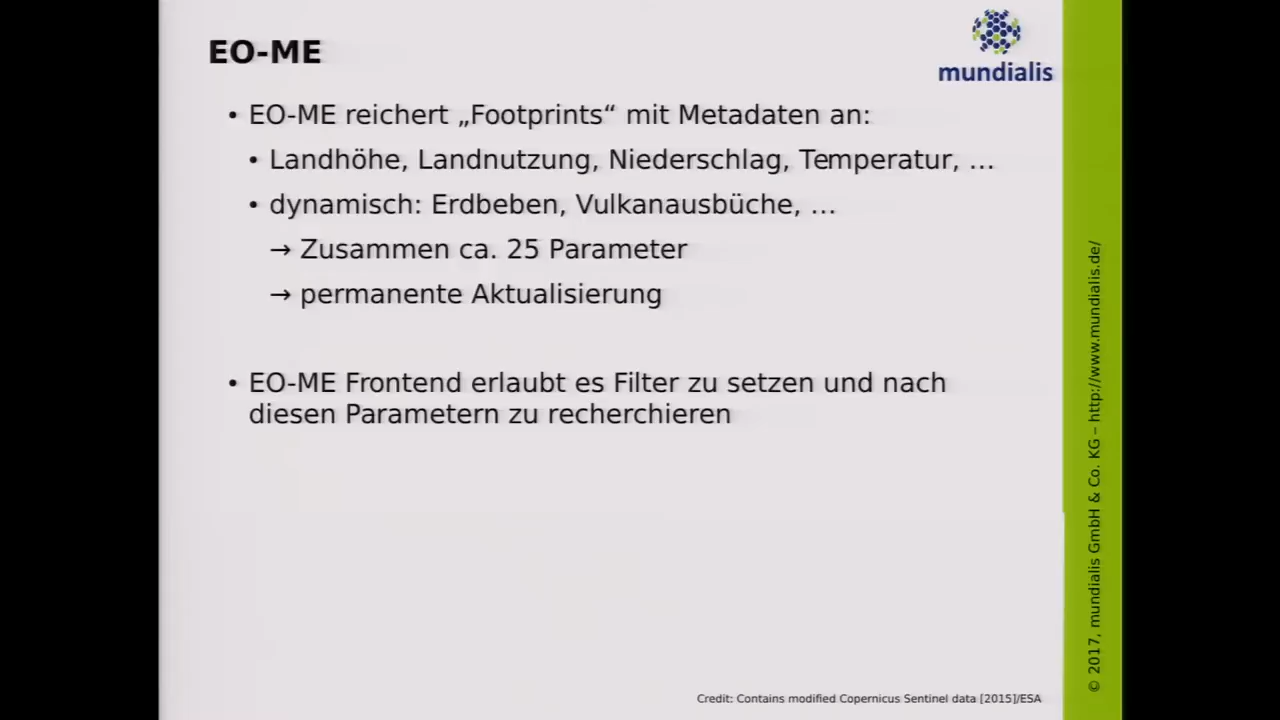 EO-ME
mundialis
• EO-ME reichert „Footprints“ mit Metadaten an:
• Landhöhe, Landnutzung, Niederschlag, Temperatur, …
• dynamisch: Erdbeben, Vulkanausbüche, …
→ Zusammen ca. 25 Parameter
→ permanente Aktualisierung
• EO-ME Frontend erlaubt es Filter zu setzen und nach
diesen Parametern zu recherchieren
Credit: Contains modified Copernicus Sentinel data [2015]/ESA
© 2017, mundialis GmbH & Co. KG – http://www.mundialis.de/